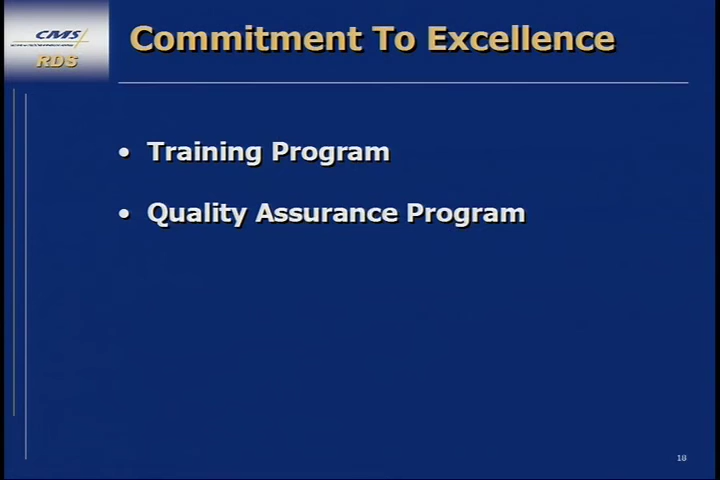 CMS
RDS
Commitment To Excellence
• Training Program
• Quality Assurance Program
18